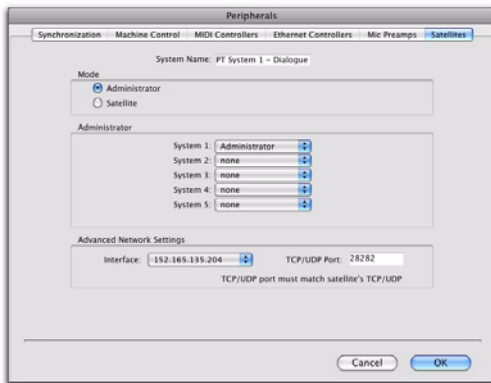 Peripherals
Synchronization Machine Control MIDI Controllers Ethernet Controllers Mic Preamps Satellites
System Name: PT System 1 – Dialogue
Mode
Administrator
Satellite
Administrator
System 1: Administrator
System 2: none
System 3: none
System 4: none
System 5: none
Advanced Network Settings
Interface: 152.165.135.204 TCP/UDP Port: 28282
TCP/UDP port must match satellite's TCP/UDP
Cancel OK